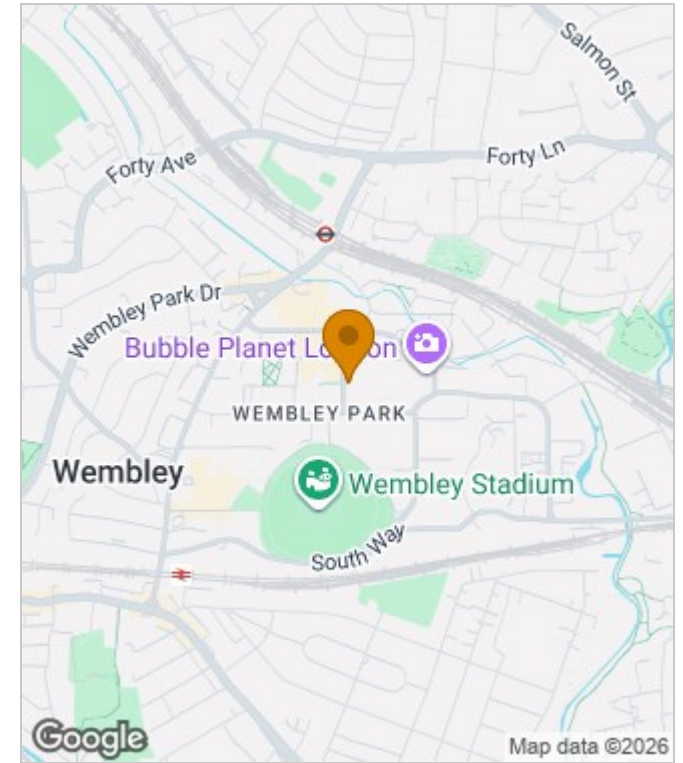 Salmon St
Forty Ave
Forty Ln
Wembley Park Dr
Bubble Planet L on
WEMBLEY PARK
Wembley
Wembley Stadium
South Way
Google
Map data ©2026